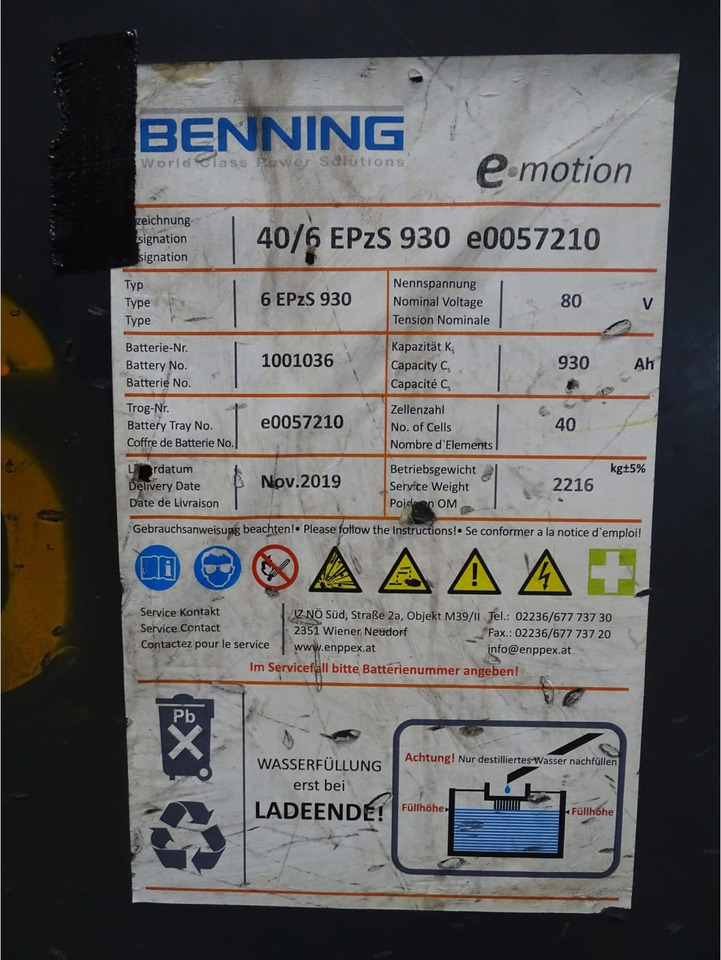 BENNING
World Class Power Solutions
e·motion
zeichnung
signation
signation
40/6 EPzS 930 e0057210
Typ
Type
Type
6 EPzS 930
Nennspannung
Nominal Voltage
Tension Nominale
80 V
Batterie-Nr.
Battery No.
Batterie No.
1001036
Kapazität K₅
Capacity C₅
Capacité C₅
930 Ah
Trog-Nr.
Battery Tray No.
Coffre de Batterie No.
e0057210
Zellenzahl
No. of Cells
Nombre d`Elements
40
erdatum
Delivery Date
Date de Livraison
Nov.2019
Betriebsgewicht
Service Weight
OM
2216
kg±5%
Gebrauchsanweisung beachten!• Please follow the Instructions!• Se conformer a la notice d`emploi!
Service Kontakt
Service Contact
Contactez pour le service
IZ NÖ Süd, Straße 2a, Objekt M39/II
2351 Wiener Neudorf
www.enppex.at
Tel.: 02236/677 737 30
Fax.: 02236/677 737 20
info@enppex.at
Im Servicefall bitte Batterienummer angeben!
Pb
WASSERFÜLLUNG
erst bei
LADEENDE!
Achtung! Nur destilliertes Wasser nachfüllen
Füllhöhe
Füllhöhe